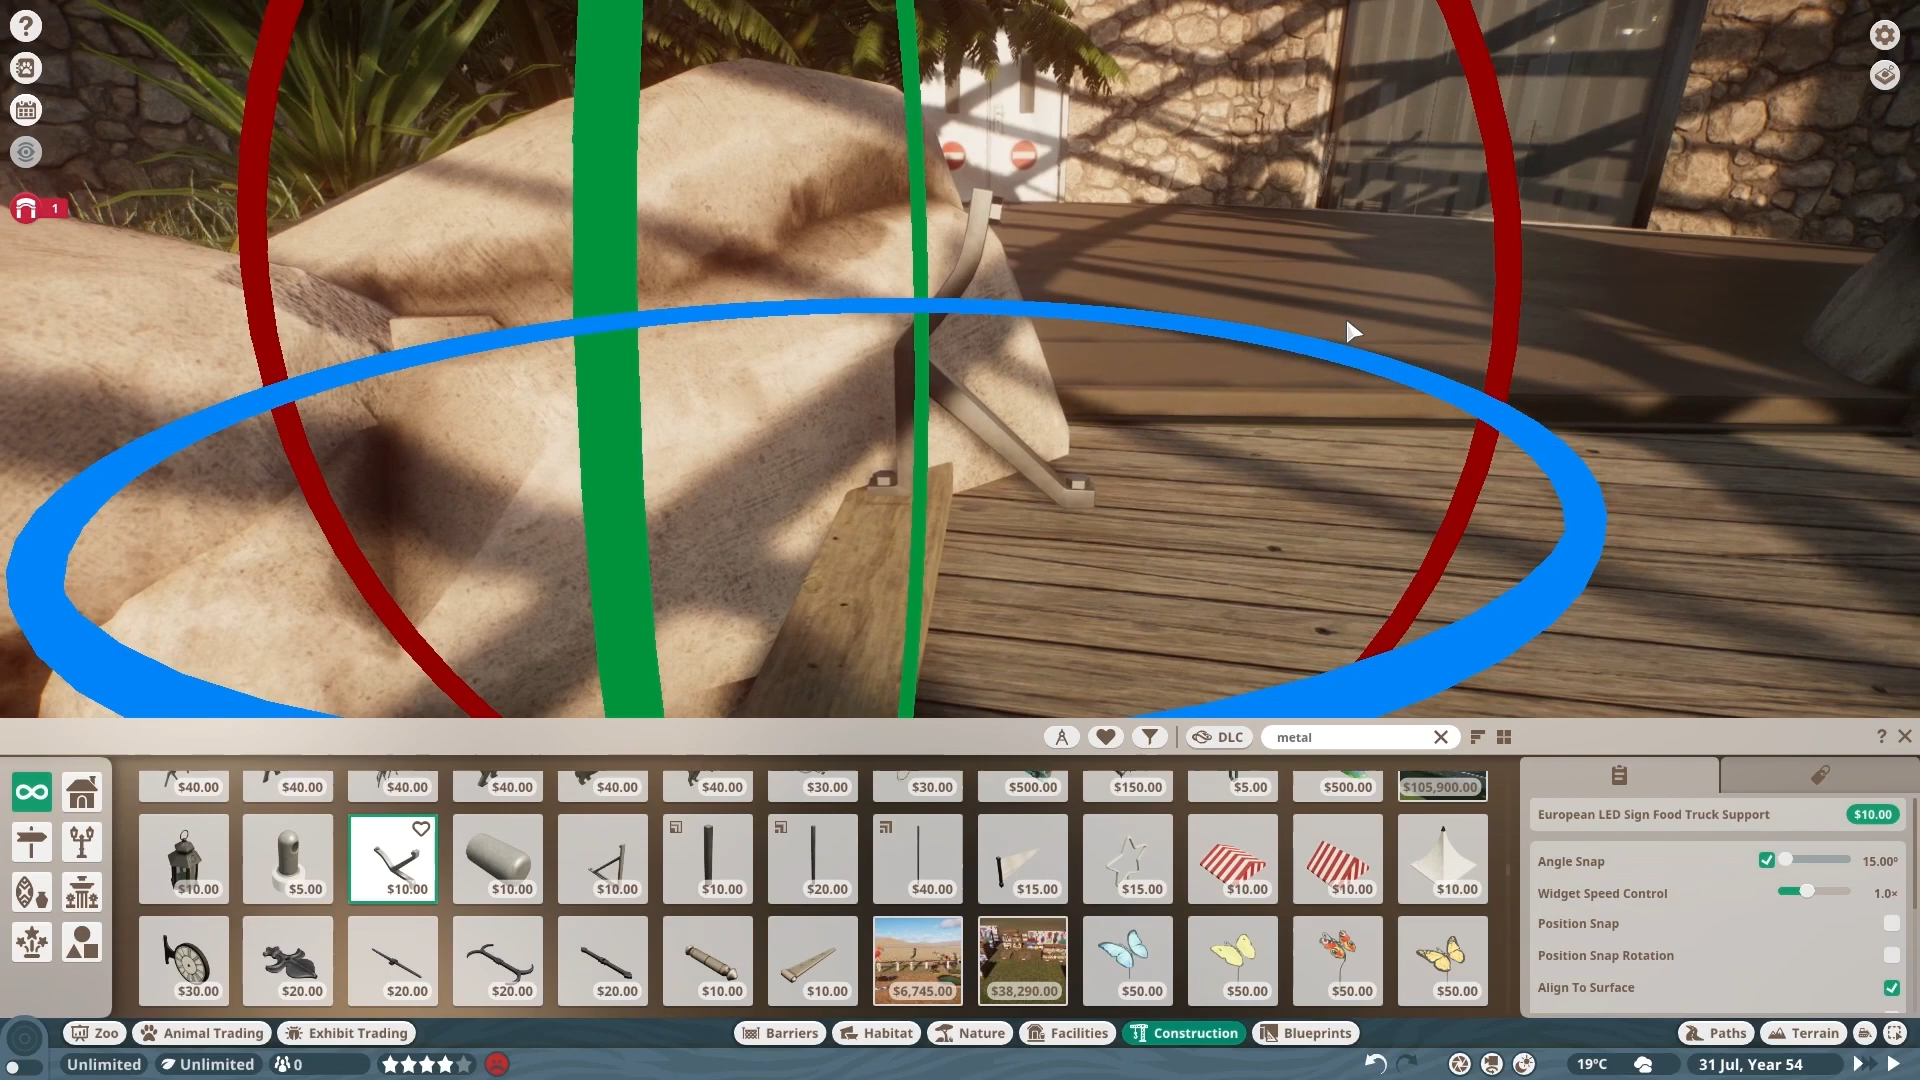 ?
1
DLC
metal
?
$40.00 $40.00 $40.00 $40.00 $40.00 $40.00 $30.00 $30.00 $500.00 $150.00 $5.00 $500.00 $105,900.00
$10.00 $5.00 $10.00 $10.00 $10.00 $10.00 $20.00 $40.00 $15.00 $15.00 $10.00 $10.00 $10.00
$30.00 $20.00 $20.00 $20.00 $20.00 $10.00 $10.00 $6,745.00 $38,290.00 $50.00 $50.00 $50.00 $50.00
European LED Sign Food Truck Support $10.00
Angle Snap 15.00°
Widget Speed Control 1.0×
Position Snap
Position Snap Rotation
Align To Surface
Zoo Animal Trading Exhibit Trading Barriers Habitat Nature Facilities Construction Blueprints Paths Terrain
Unlimited Unlimited 0 19°C 31 Jul, Year 54